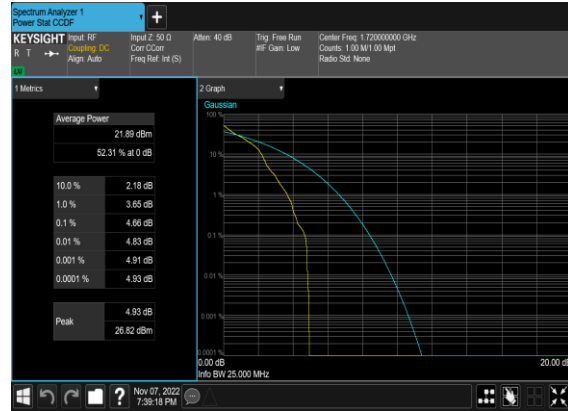 Spectrum Analyzer 1
Power Stat CCDF
+
KEYSIGHT
R T
LXI
Input: RF
Coupling: DC
Align: Auto
Input Z: 50 Ω
Corr CCorr
Freq Ref: Int (S)
Atten: 40 dB
Trig: Free Run
#IF Gain: Low
Center Freq: 1.720000000 GHz
Counts: 1.00 M/1.00 Mpt
Radio Std: None
1 Metrics
Average Power
21.89 dBm
52.31 % at 0 dB
10.0 % 2.18 dB
1.0 % 3.65 dB
0.1 % 4.66 dB
0.01 % 4.83 dB
0.001 % 4.91 dB
0.0001 % 4.93 dB
Peak 4.93 dB
26.82 dBm
2 Graph
Gaussian
100 %
10 %
1 %
0.1 %
0.01 %
0.001 %
0.0001 %
0.00 dB 20.00 dB
Info BW 25.000 MHz
?
Nov 07, 2022
7:39:18 PM